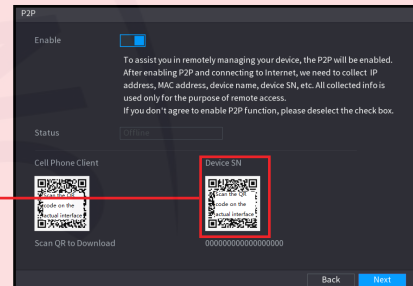 P2P
Enable
To assist you in remotely managing your device, the P2P will be enabled.
After enabling P2P and connecting to Internet, we need to collect IP
address, MAC address, device name, device SN, etc. All collected info is
used only for the purpose of remote access.
If you don't agree to enable P2P function, please deselect the check box.
Status
Offline
Cell Phone Client
Device SN
Scan the QR
code on the
actual interface
Scan the QR
code on the
actual interface
Scan QR to Download
000000000000000000
Back
Next